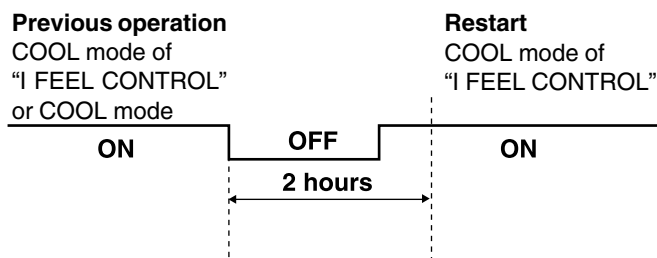 Previous operation
COOL mode of
“I FEEL CONTROL”
or COOL mode
Restart
COOL mode of
“I FEEL CONTROL”
ON
OFF
ON
2 hours